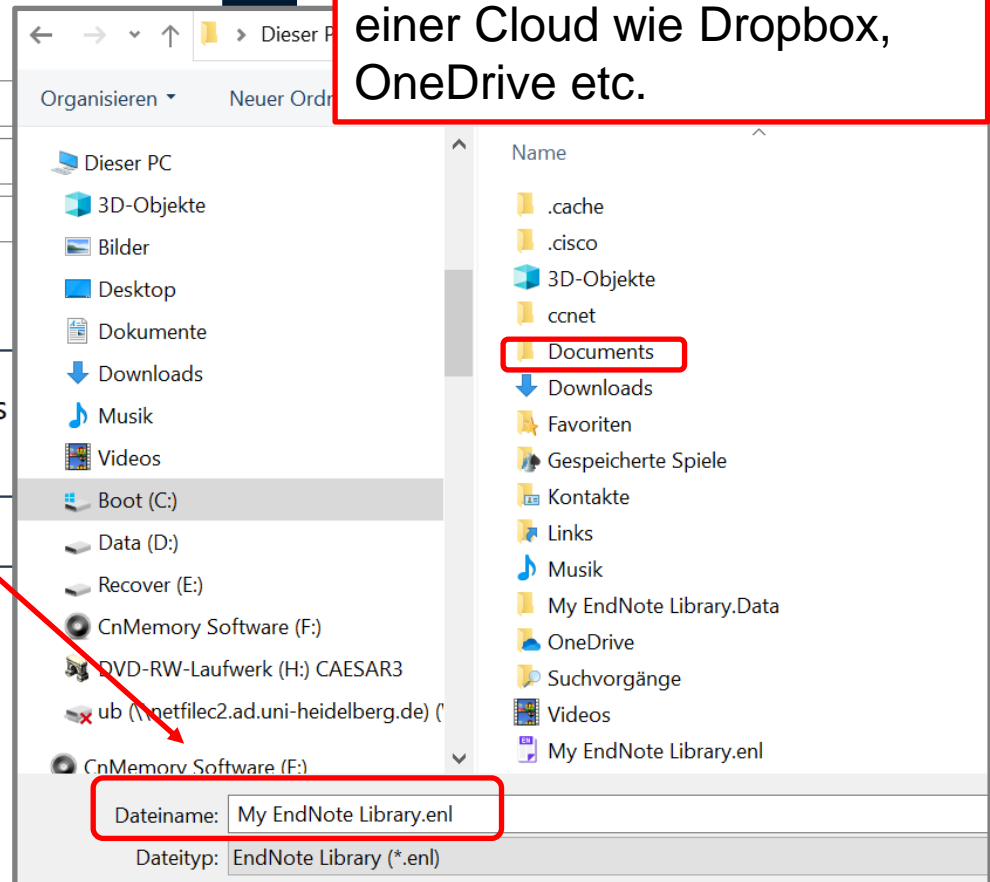 einer Cloud wie Dropbox,
OneDrive etc.
Dieser P
Organisieren
Neuer Ordn
Dieser PC
3D-Objekte
Bilder
Desktop
Dokumente
Downloads
Musik
Videos
Boot (C:)
Data (D:)
Recover (E:)
CnMemory Software (F:)
DVD-RW-Laufwerk (H:) CAESAR3
ub (\\netfilec2.ad.uni-heidelberg.de) (
CnMemory Software (F:)
Name
.cache
.cisco
3D-Objekte
ccnet
Documents
Downloads
Favoriten
Gespeicherte Spiele
Kontakte
Links
Musik
My EndNote Library.Data
OneDrive
Suchvorgänge
Videos
My EndNote Library.enl
s
Dateiname: My EndNote Library.enl
Dateityp: EndNote Library (*.enl)